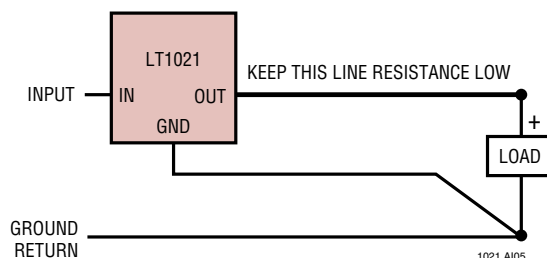 LT1021
KEEP THIS LINE RESISTANCE LOW
INPUT
IN
OUT
GND
+
LOAD
GROUND
RETURN
1021 AI05